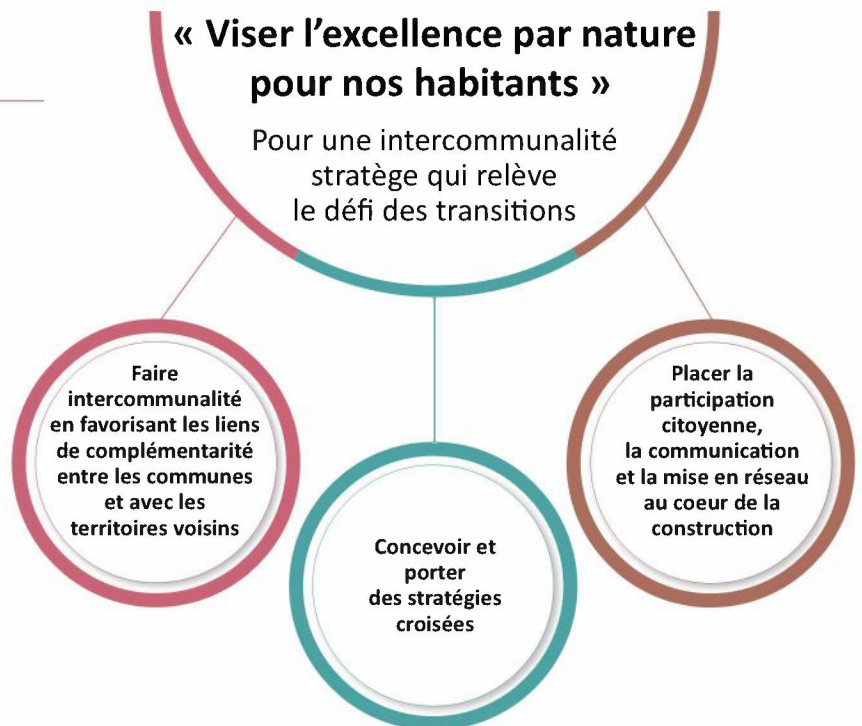 « Viser l’excellence par nature
pour nos habitants »
Pour une intercommunalité
stratège qui relève
le défi des transitions
Faire
intercommunalité
en favorisant les liens
de complémentarité
entre les communes
et avec les
territoires voisins
Concevoir et
porter
des stratégies
croisées
Placer la
participation
citoyenne,
la communication
et la mise en réseau
au coeur de la
construction